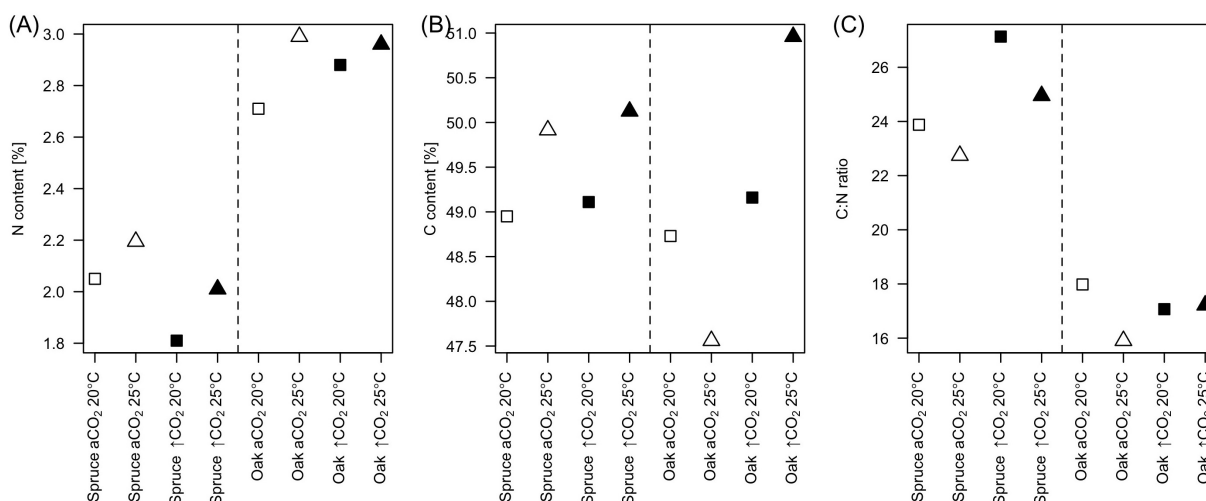 (A)
N content [%]
3.0
2.8
2.6
2.4
2.2
2.0
1.8
Spruce aCO₂ 20°C
Spruce aCO₂ 25°C
Spruce ↑CO₂ 20°C
Spruce ↑CO₂ 25°C
Oak aCO₂ 20°C
Oak aCO₂ 25°C
Oak ↑CO₂ 20°C
Oak ↑CO₂ 25°C
(B)
C content [%]
51.0
50.5
50.0
49.5
49.0
48.5
48.0
47.5
Spruce aCO₂ 20°C
Spruce aCO₂ 25°C
Spruce ↑CO₂ 20°C
Spruce ↑CO₂ 25°C
Oak aCO₂ 20°C
Oak aCO₂ 25°C
Oak ↑CO₂ 20°C
Oak ↑CO₂ 25°C
(C)
C:N ratio
26
24
22
20
18
16
Spruce aCO₂ 20°C
Spruce aCO₂ 25°C
Spruce ↑CO₂ 20°C
Spruce ↑CO₂ 25°C
Oak aCO₂ 20°C
Oak aCO₂ 25°C
Oak ↑CO₂ 20°C
Oak ↑CO₂ 25°C